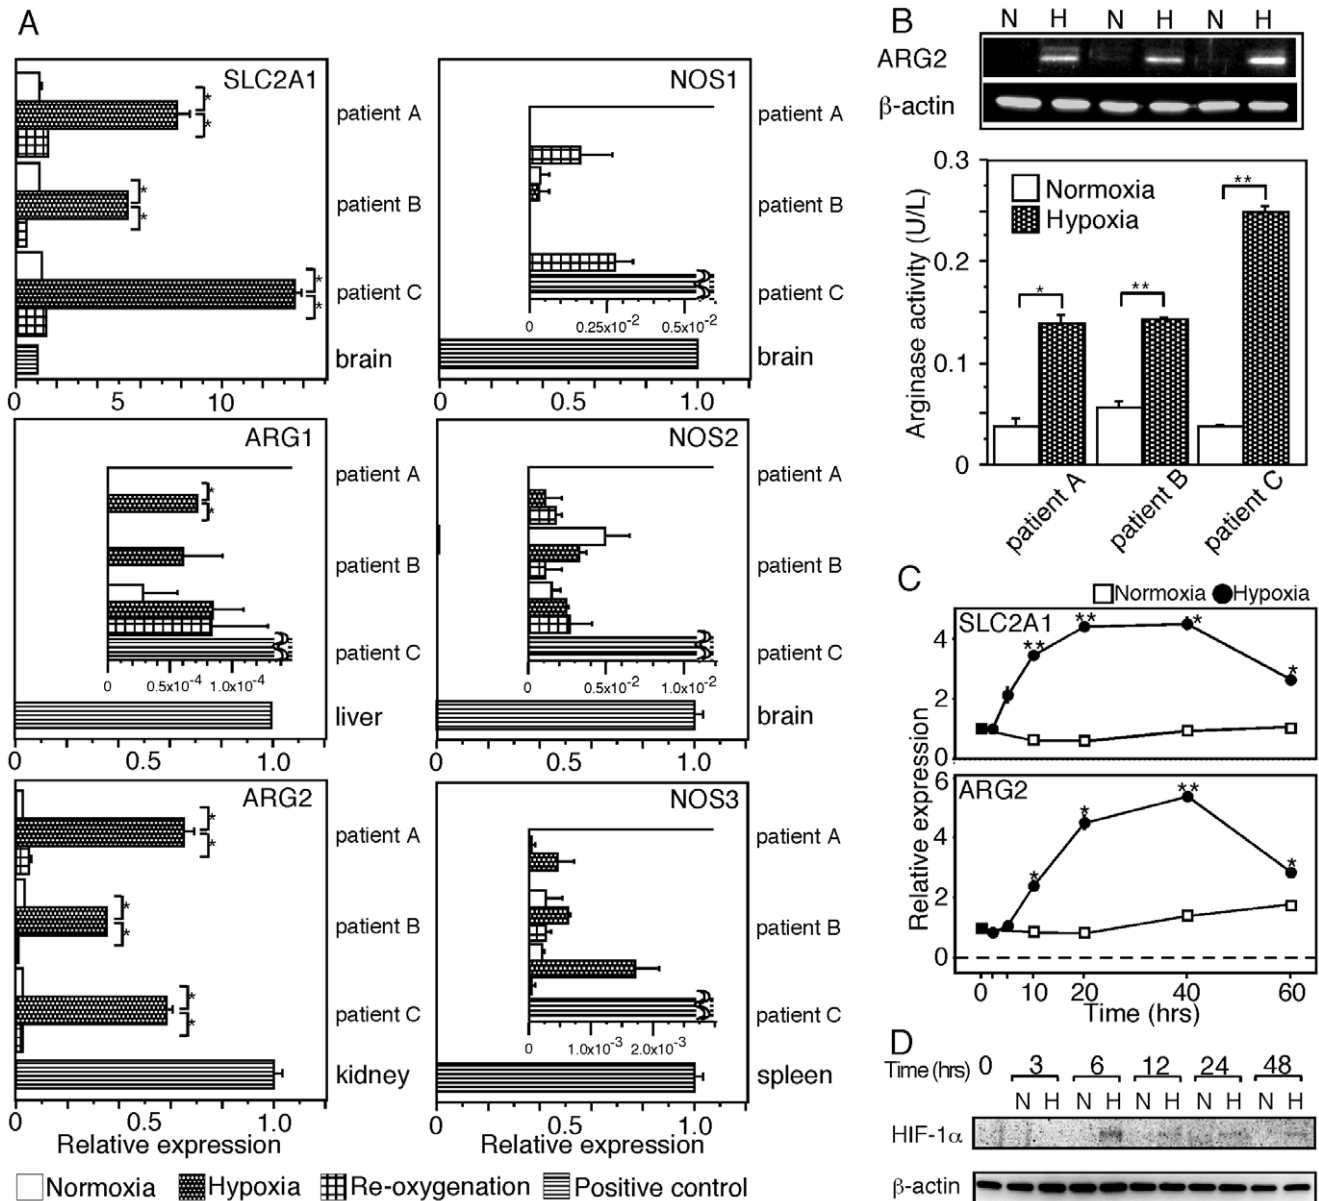 A
SLC2A1
patient A
patient B
patient C
brain
0 5 10
NOS1
patient A
patient B
patient C
0 0.25x10-2 0.5x10-2
brain
0 0.5 1.0
ARG1
patient A
patient B
patient C
0 0.5x10-4 1.0x10-4
liver
0 0.5 1.0
NOS2
patient A
patient B
patient C
0 0.5x10-2 1.0x10-2
brain
0 0.5 1.0
ARG2
patient A
patient B
patient C
kidney
0 0.5 1.0
Relative expression
NOS3
patient A
patient B
patient C
0 1.0x10-3 2.0x10-3
spleen
0 0.5 1.0
Relative expression
Normoxia Hypoxia Re-oxygenation Positive control
B
N H N H N H
ARG2
β-actin
Arginase activity (U/L)
0.3
0.2
0.1
0
Normoxia
Hypoxia
* ** **
patient A patient B patient C
C
Normoxia Hypoxia
SLC2A1
4
2
0
** ** * *
ARG2
6
4
2
0
* * ** *
Relative expression
0 10 20 40 60
Time (hrs)
D
Time (hrs) 0 3 6 12 24 48
N H N H N H N H N H
HIF-1α
β-actin